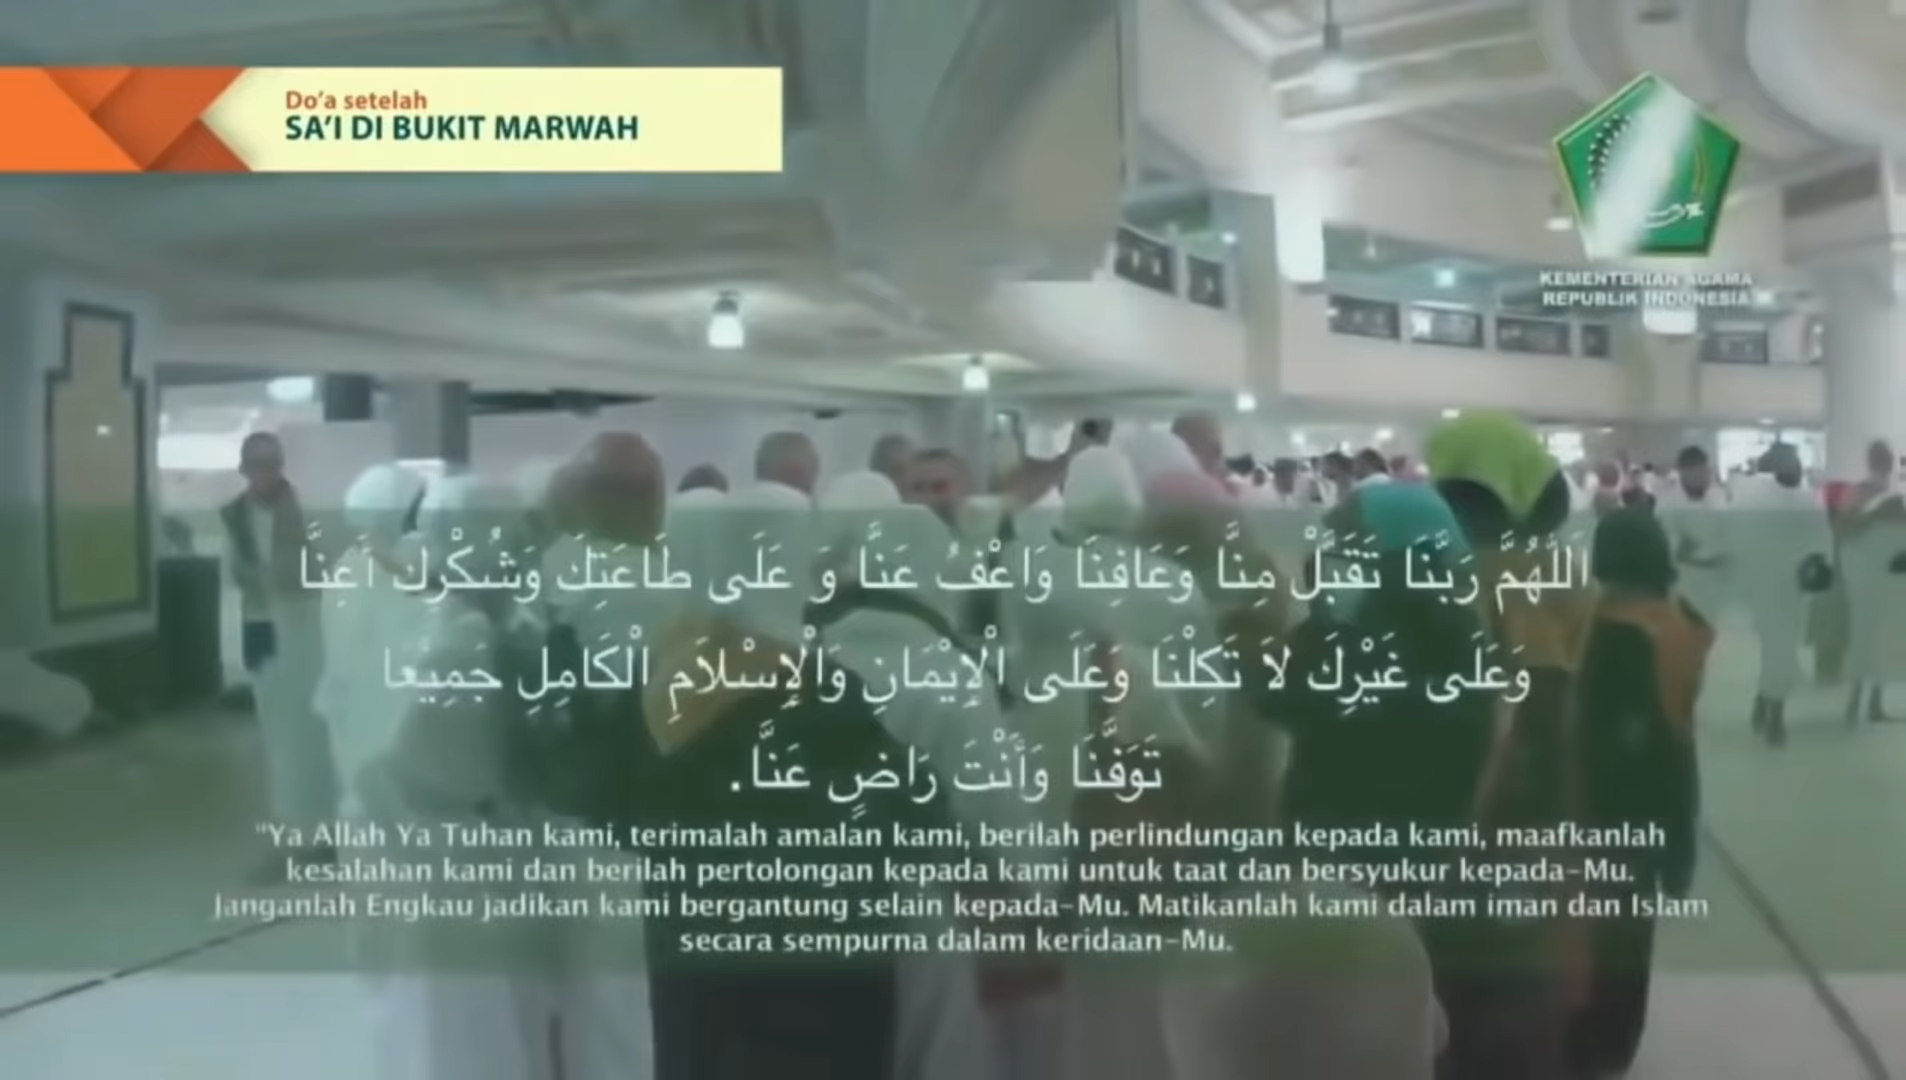 Do'a setelah
SA'I DI BUKIT MARWAH
KEMENTERIAN AGAMA
REPUBLIK INDONESIA
اَللَّهُمَّ رَبَّنَا تَقَبَّلْ مِنَّا وَعَافِنَا وَاعْفُ عَنَّا وَ عَلَى طَاعَتِكَ وَشُكْرِكَ اَعِنَّا
وَعَلَى غَيْرِكَ لاَ تَكِلْنَا وَعَلَى الْإِيْمَانِ وَالْإِسْلاَمِ الْكَامِلِ جَمِيْعًا
تَوَفَّنَا وَأَنْتَ رَاضٍ عَنَّا.
"Ya Allah Ya Tuhan kami, terimalah amalan kami, berilah perlindungan kepada kami, maafkanlah
kesalahan kami dan berilah pertolongan kepada kami untuk taat dan bersyukur kepada-Mu.
Janganlah Engkau jadikan kami bergantung selain kepada-Mu. Matikanlah kami dalam iman dan Islam
secara sempurna dalam keridaan-Mu.